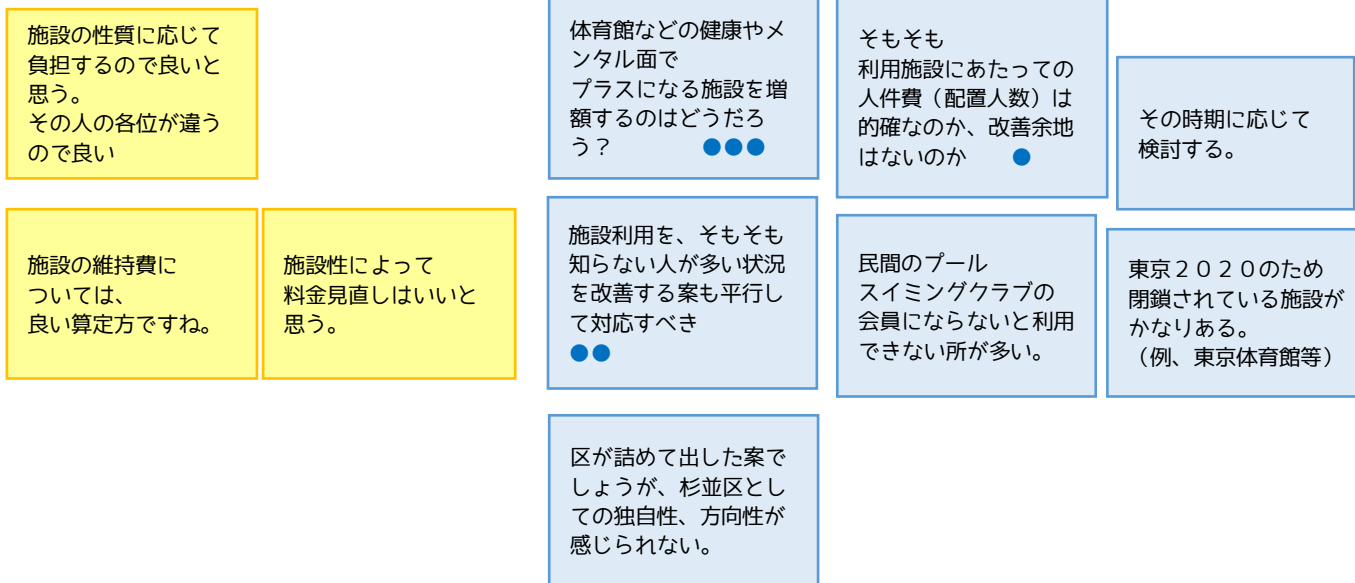 施設の性質に応じて
負担するので良いと
思う。
その人の各位が違う
ので良い
施設の維持費に
ついては、
良い算定方ですね。
施設性によって
料金見直しはいいと
思う。
体育館などの健康やメ
ンタル面で
プラスになる施設を増
額するのはどうだろ
う？ ●●●
そもそも
利用施設にあたっての
人件費（配置人数）は
的確なのか、改善余地
はないのか ●
その時期に応じて
検討する。
施設利用を、そもそも
知らない人が多い状況
を改善する案も平行し
て対応すべき
●●
民間のプール
スイミングクラブの
会員にならないと利用
できない所が多い。
東京２０２０のため
閉鎖されている施設が
かなりある。
（例、東京体育館等）
区が詰めて出した案で
しょうが、杉並区とし
ての独自性、方向性が
感じられない。